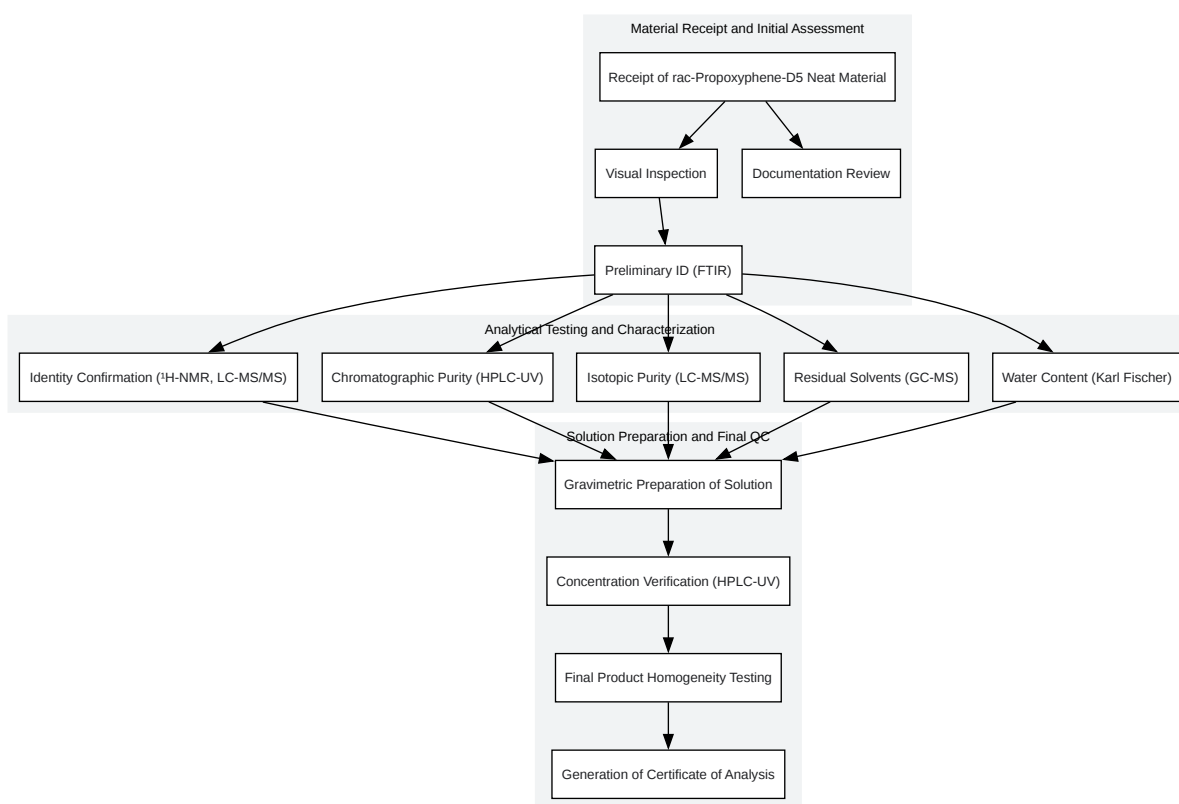 Material Receipt and Initial Assessment
Receipt of rac-Propoxyphene-D5 Neat Material
Visual Inspection
Documentation Review
Preliminary ID (FTIR)
Analytical Testing and Characterization
Identity Confirmation (¹H-NMR, LC-MS/MS)
Chromatographic Purity (HPLC-UV)
Isotopic Purity (LC-MS/MS)
Residual Solvents (GC-MS)
Water Content (Karl Fischer)
Solution Preparation and Final QC
Gravimetric Preparation of Solution
Concentration Verification (HPLC-UV)
Final Product Homogeneity Testing
Generation of Certificate of Analysis